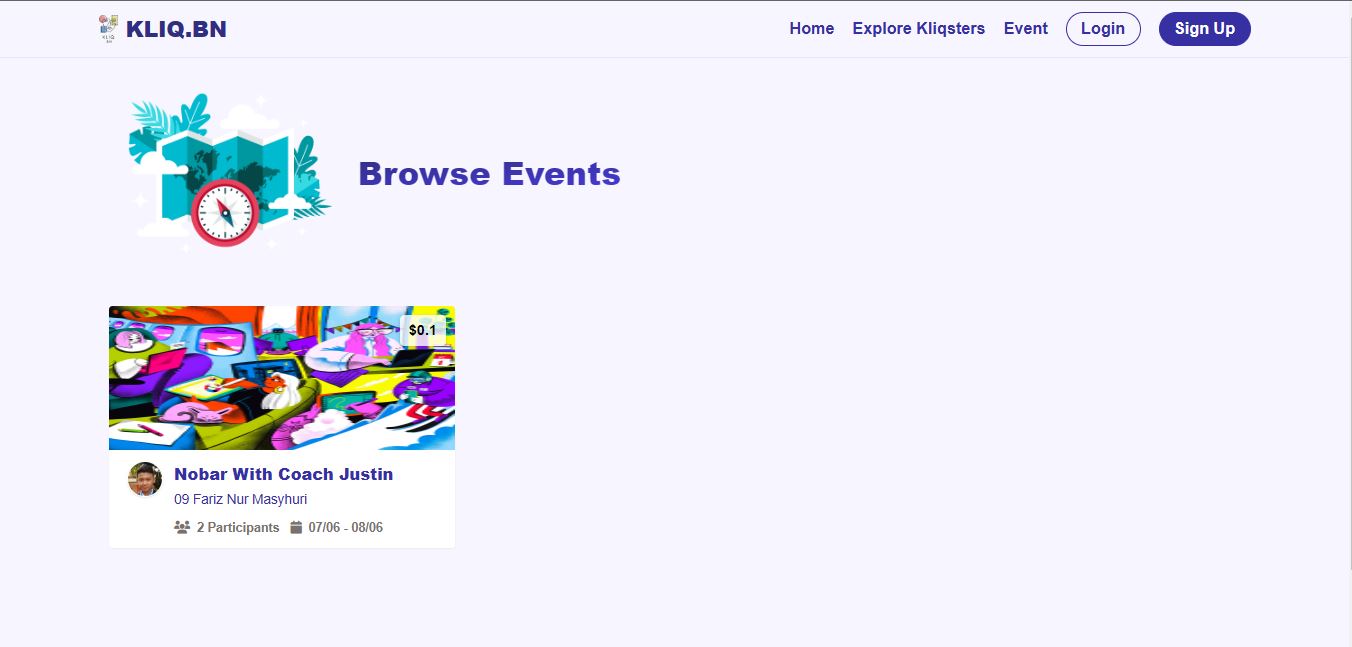 KLIQ.BN
Home Explore Kliqsters Event Login Sign Up
Browse Events
$0.1
Nobar With Coach Justin
09 Fariz Nur Masyhuri
2 Participants 07/06 - 08/06